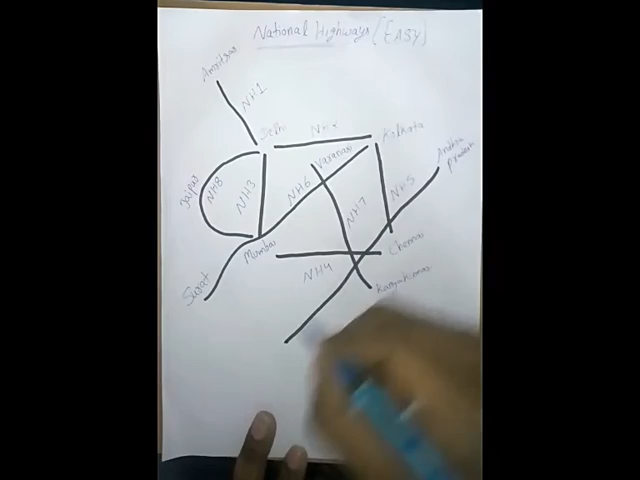 National Highways (EASY)
Amritsar
NH1
Delhi
NH2
Kolkata
Varanasi
Andhra
pradesh
Jaipur
NH8
NH3
NH6
NH7
NH5
Mumbai
Chennai
NH4
Surat
Kanyakumari